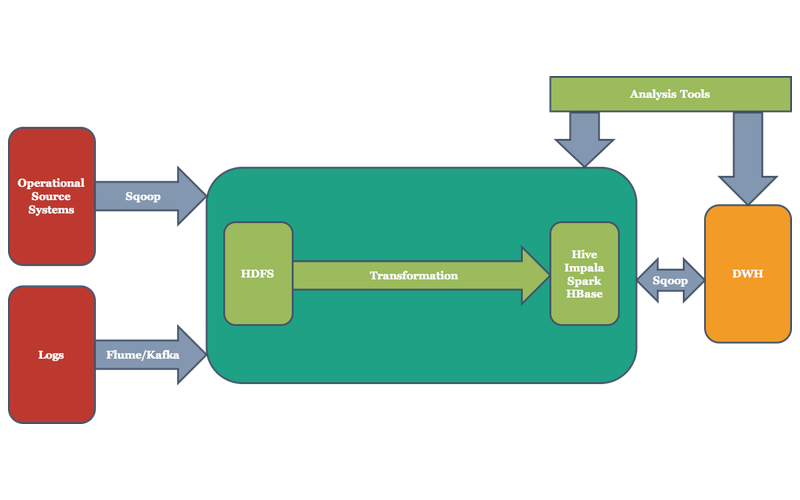 Analysis Tools
Operational
Source
Systems
Sqoop
HDFS
Transformation
Hive
Impala
Spark
HBase
Sqoop
DWH
Logs
Flume/Kafka